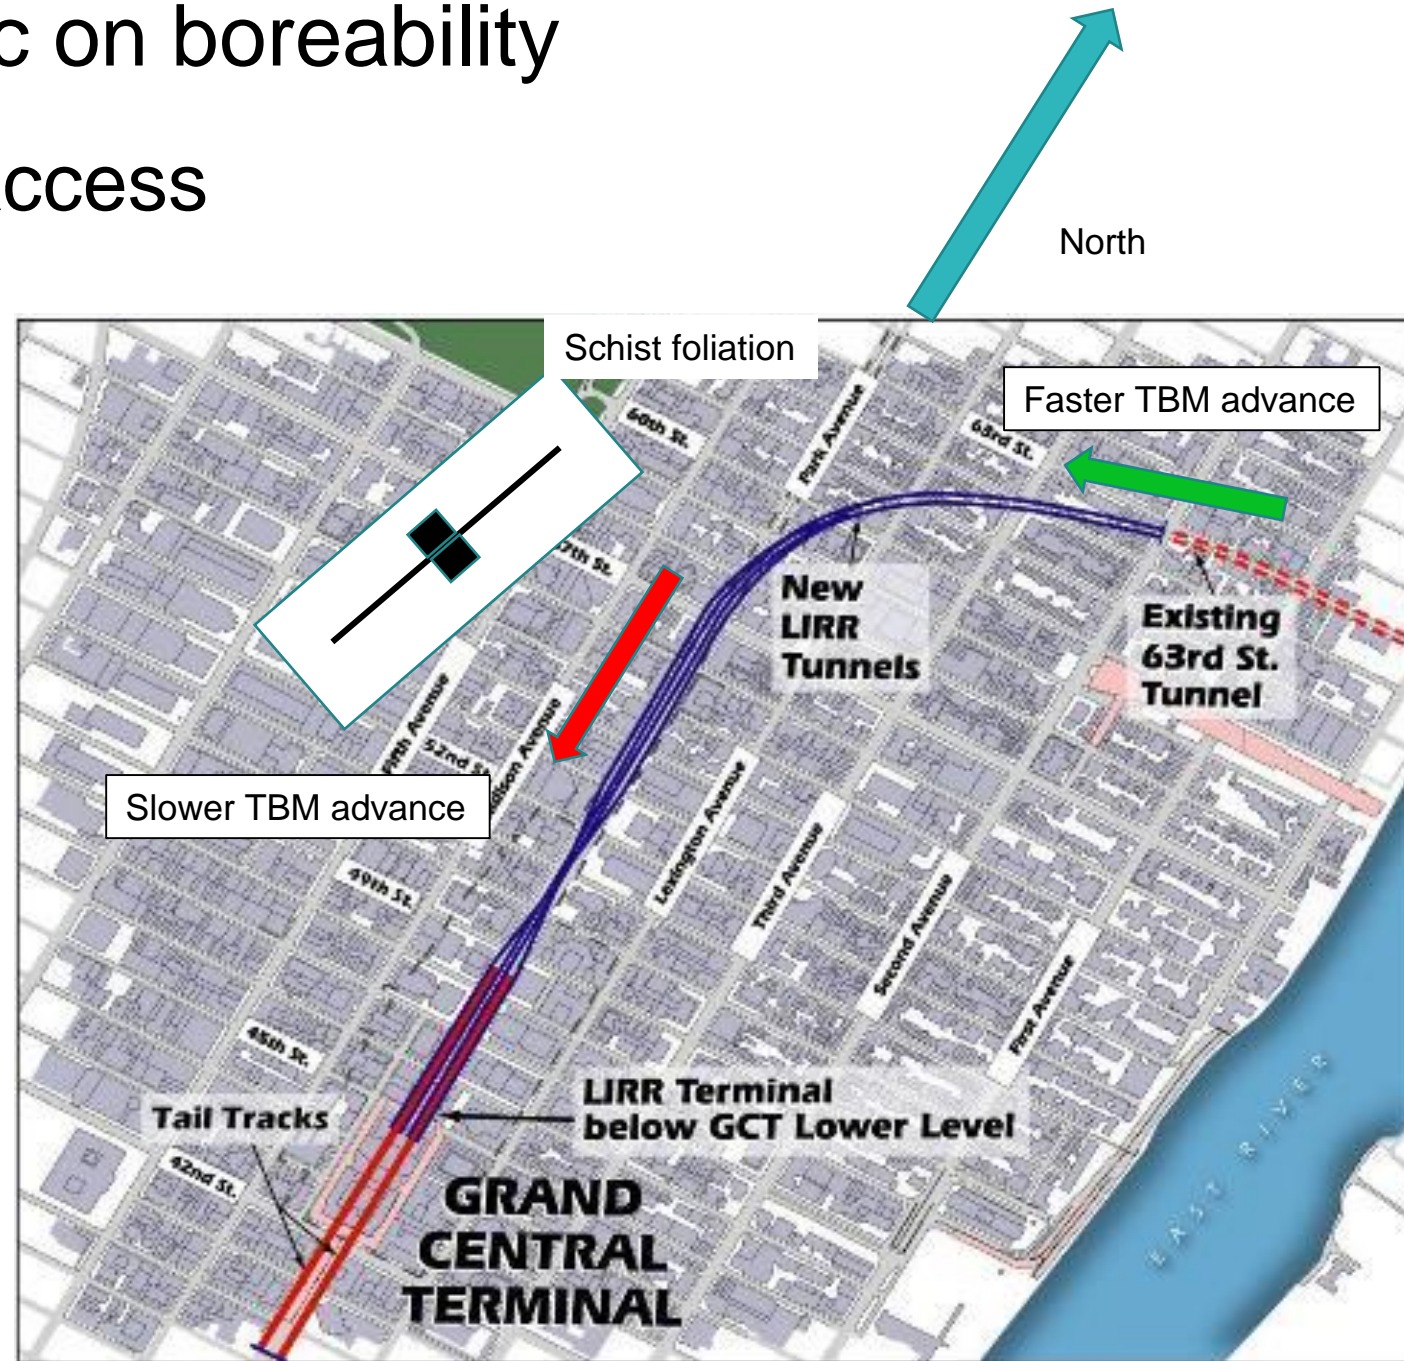 c on boreability
ccess
North
Schist foliation
Faster TBM advance
60th St.
Park Avenue
63rd St.
57th St.
New
LIRR
Tunnels
Existing
63rd St.
Tunnel
Fifth Avenue
52nd St.
Madison Avenue
Slower TBM advance
Lexington Avenue
Third Avenue
49th St.
Second Avenue
First Avenue
45th St.
LIRR Terminal
below GCT Lower Level
Tail Tracks
42nd St.
GRAND
CENTRAL
TERMINAL
EAST RIVER